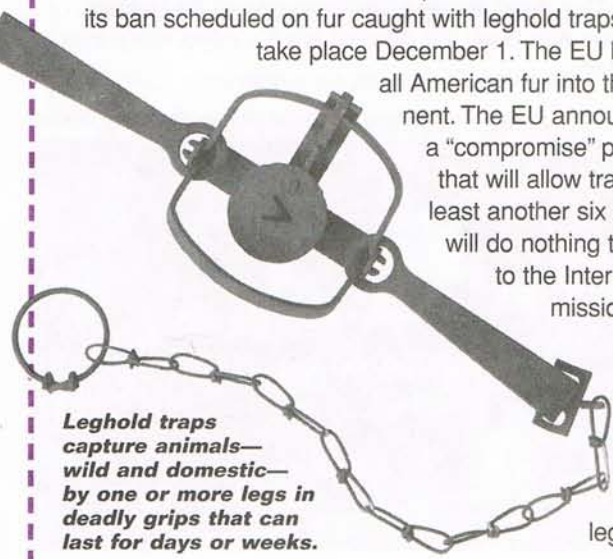 its ban scheduled on fur caught with leghold traps
take place December 1. The EU
all American fur into th
nent. The EU annou
a “compromise” p
that will allow tra
least another six
will do nothing t
to the Inter
missio
Leghold traps
capture animals—
wild and domestic—
by one or more legs in
deadly grips that can
last for days or weeks.
leg